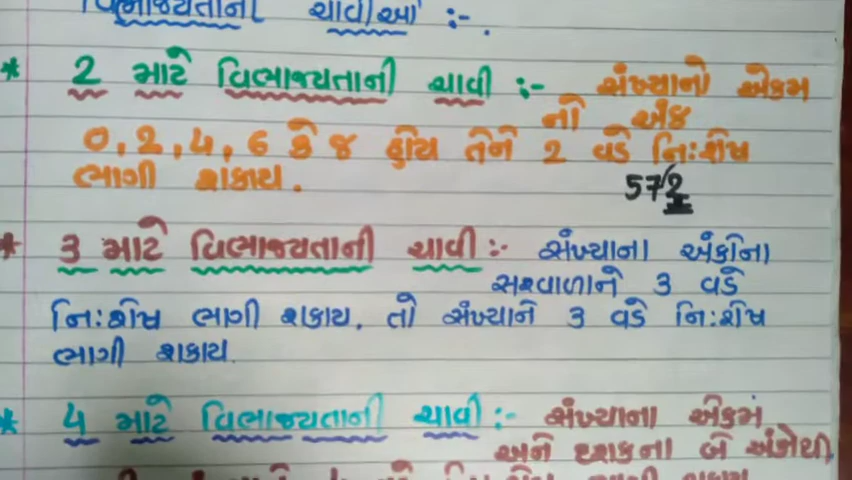 વિભાજ્યતાની ચાવીઓ :-
* 2 માટે વિભાજ્યતાની ચાવી :- સંખ્યાનો એકમ
નો અંક
0, 2, 4, 6 કે ૪ હોય તેને 2 વડે નિઃશેષ
ભાગી શકાય.
572
* 3 માટે વિભાજ્યતાની ચાવી :- સંખ્યાના અંકોના
સરવાળાને 3 વડે
નિઃશેષ ભાગી શકાય. તો સંખ્યાને 3 વડે નિઃશેષ
ભાગી શકાય
* 4 માટે વિભાજ્યતાની ચાવી :- સંખ્યાના એકમ
અને દશકના બે અંકોથી